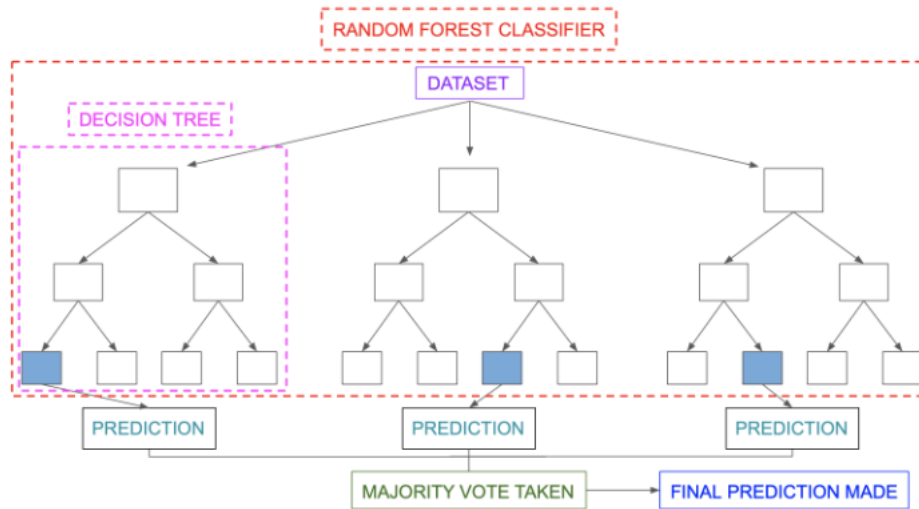 RANDOM FOREST CLASSIFIER
DATASET
DECISION TREE
PREDICTION
PREDICTION
PREDICTION
MAJORITY VOTE TAKEN
FINAL PREDICTION MADE